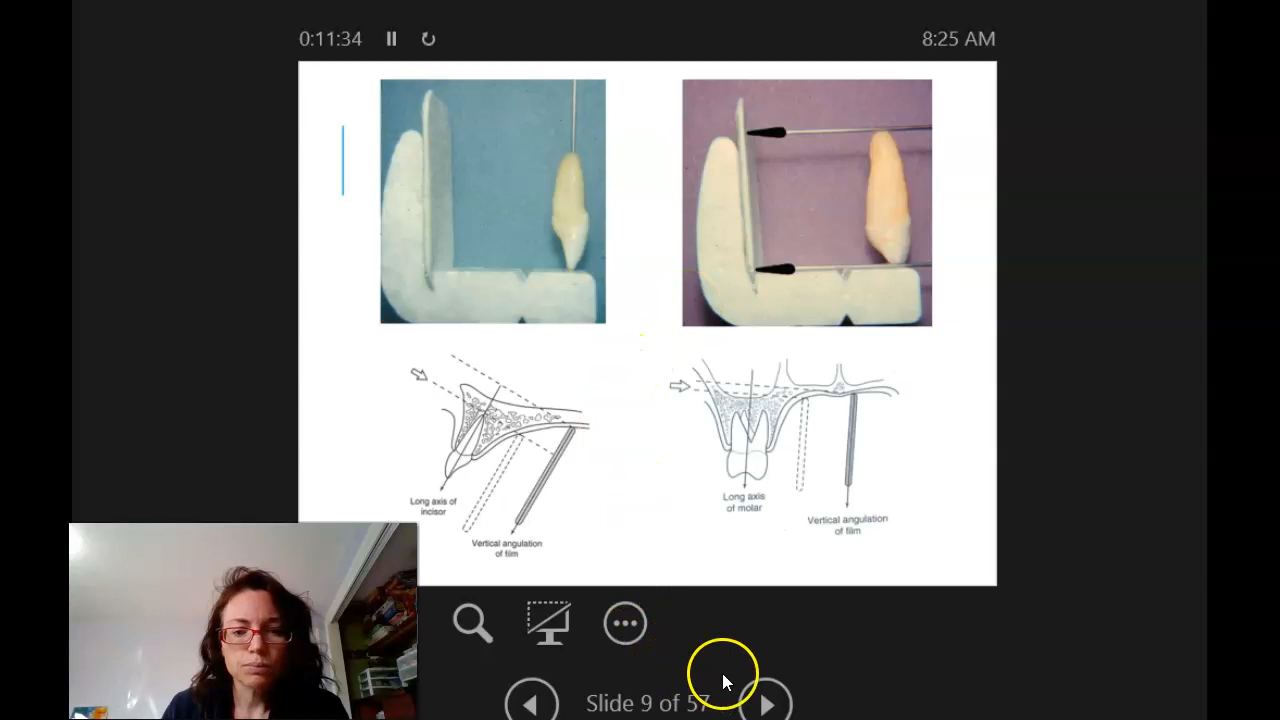 0:11:34
8:25 AM
Long axis of
incisor
Vertical angulation
of film
Long axis
of molar
Vertical angulation
of film
Slide 9 of 57